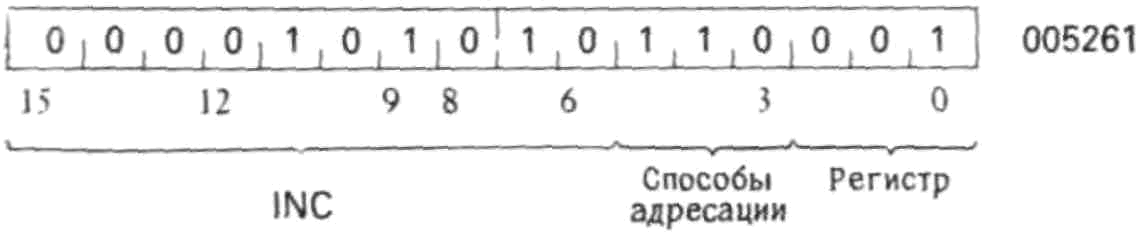 0 0 0 0 1 0 1 0 1 0 1 1 0 0 0 1 005261
15 12 9 8 6 3 0
Способы Регистр
INC адресации